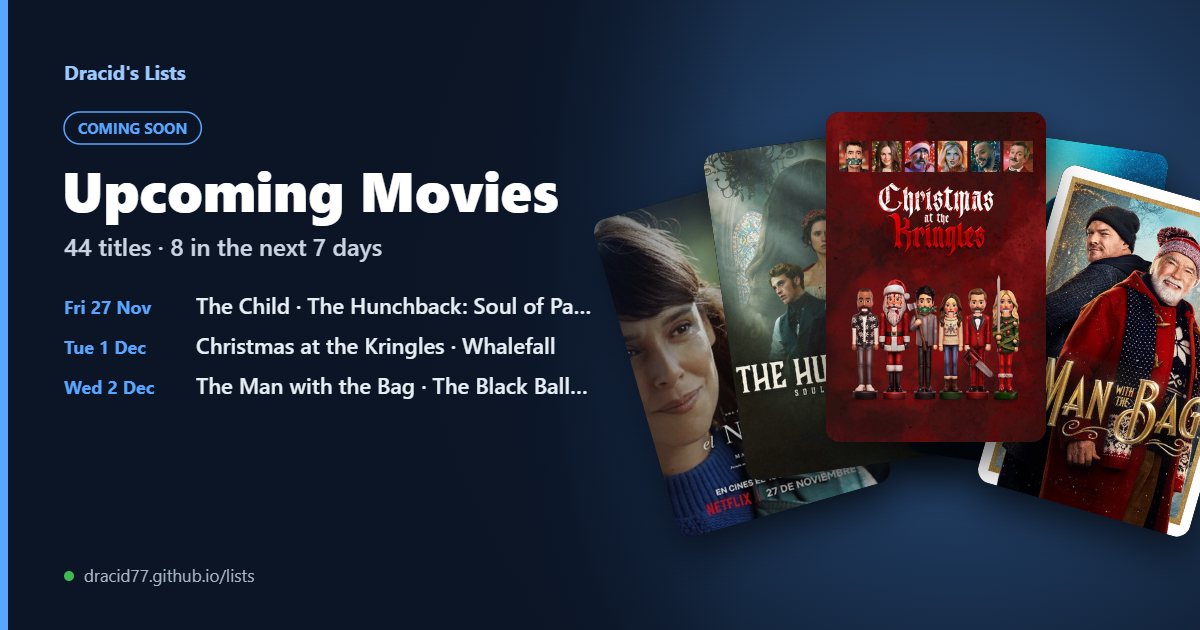 Dracid's Lists
COMING SOON
Upcoming Movies
44 titles · 8 in the next 7 days
Fri 27 Nov The Child · The Hunchback: Soul of Pa...
Tue 1 Dec Christmas at the Kringles · Whalefall
Wed 2 Dec The Man with the Bag · The Black Ball...
dracid77.github.io/lists
el N
EN CINES EL
NETFLIX
THE HU
SOUL
27 DE NOVIEMBRE
Christmas
at the
Kringles
MAN WITH THE BAG